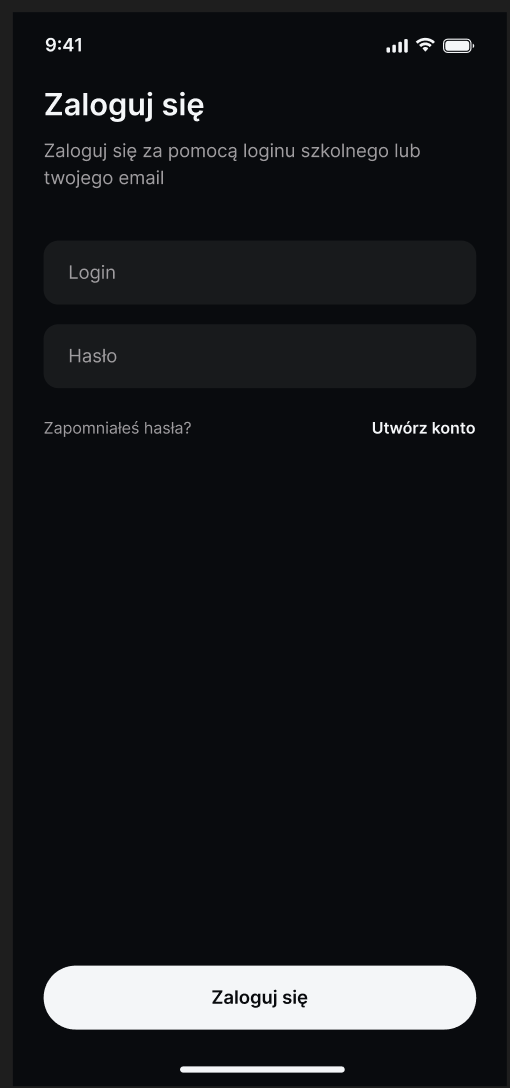 9:41
Zaloguj się
Zaloguj się za pomocą loginu szkolnego lub
twojego email
Login
Hasło
Zapomniałeś hasła?
Utwórz konto
Zaloguj się